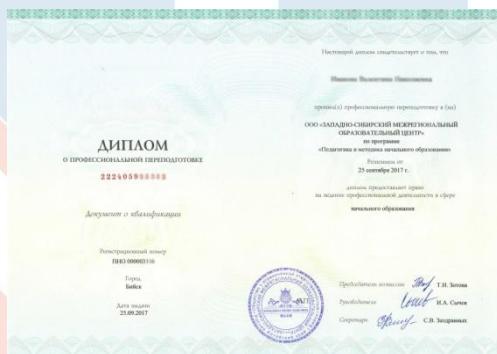 ДИПЛОМ
О ПРОФЕССИОНАЛЬНОЙ ПЕРЕПОДГОТОВКЕ
Документ о квалификации
Регистрационный номер
Город
Бийск
Дата выдачи
25.09.2017
Настоящий диплом свидетельствует о том, что
прошел(а) профессиональную переподготовку в (на)
ООО «ЗАПАДНО-СИБИРСКИЙ МЕЖРЕГИОНАЛЬНЫЙ
ОБРАЗОВАТЕЛЬНЫЙ ЦЕНТР»
по программе
«Педагогика и методика начального образования»
Решением от
25 сентября 2017 г.
диплом предоставляет право
на ведение профессиональной деятельности в сфере
начального образования
Председатель комиссии Т.Н. Зотова
Руководитель И.А. Сычев
Секретарь С.В. Заздравных